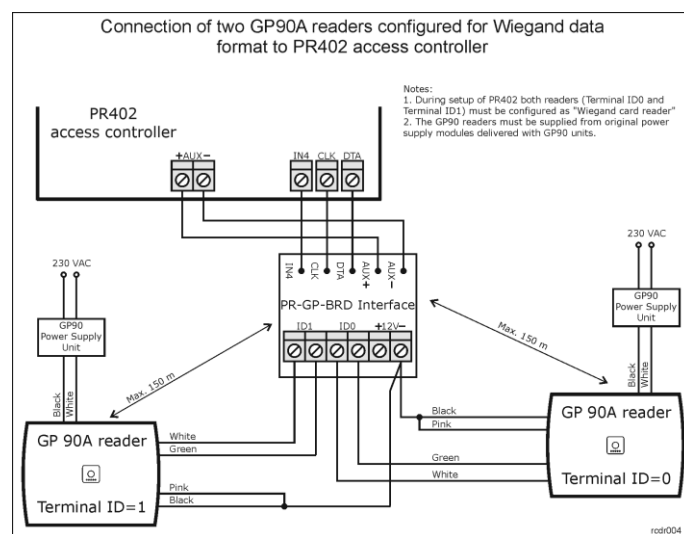 Connection of two GP90A readers configured for Wiegand data
format to PR402 access controller
Notes:
1. During setup of PR402 both readers (Terminal ID0 and
Terminal ID1) must be configured as "Wiegand card reader"
2. The GP90 readers must be supplied from original power
supply modules delivered with GP90 units.
PR402
access controller
+AUX−
IN4
CLK
DTA
IN4
CLK
DTA
AUX+
AUX−
PR-GP-BRD Interface
ID1
ID0
+12V−
230 VAC
GP90
Power Supply
Unit
Black
White
Max. 150 m
GP 90A reader
Terminal ID=1
White
Green
Pink
Black
230 VAC
GP90
Power Supply
Unit
Black
White
Max. 150 m
Black
Pink
Green
White
GP 90A reader
Terminal ID=0
rcdr004